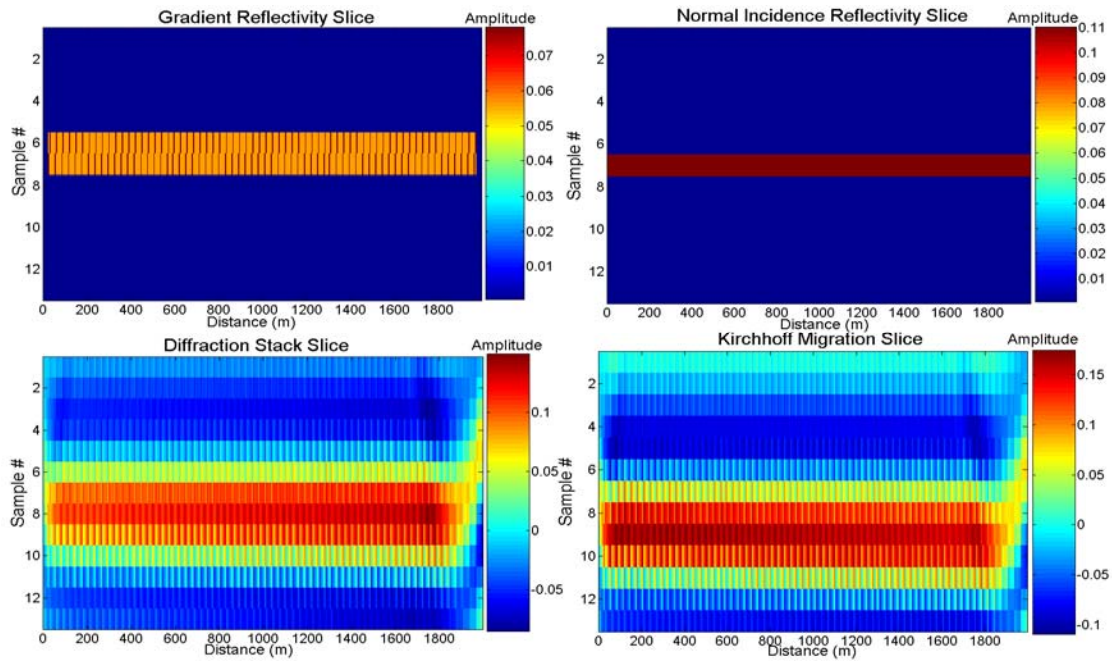 Gradient Reflectivity Slice
Amplitude
2
4
6
8
10
12
Sample #
0 200 400 600 800 1000 1200 1400 1600 1800
Distance (m)
0.07
0.06
0.05
0.04
0.03
0.02
0.01
Normal Incidence Reflectivity Slice
Amplitude
2
4
6
8
10
12
Sample #
0 200 400 600 800 1000 1200 1400 1600 1800
Distance (m)
0.11
0.10
0.09
0.08
0.07
0.06
0.05
0.04
0.03
0.02
0.01
Diffraction Stack Slice
Amplitude
2
4
6
8
10
12
Sample #
0 200 400 600 800 1000 1200 1400 1600 1800
Distance (m)
0.1
0.05
0
-0.05
Kirchhoff Migration Slice
Amplitude
2
4
6
8
10
12
Sample #
0 200 400 600 800 1000 1200 1400 1600 1800
Distance (m)
0.15
0.10
0.05
0
-0.05
-0.1